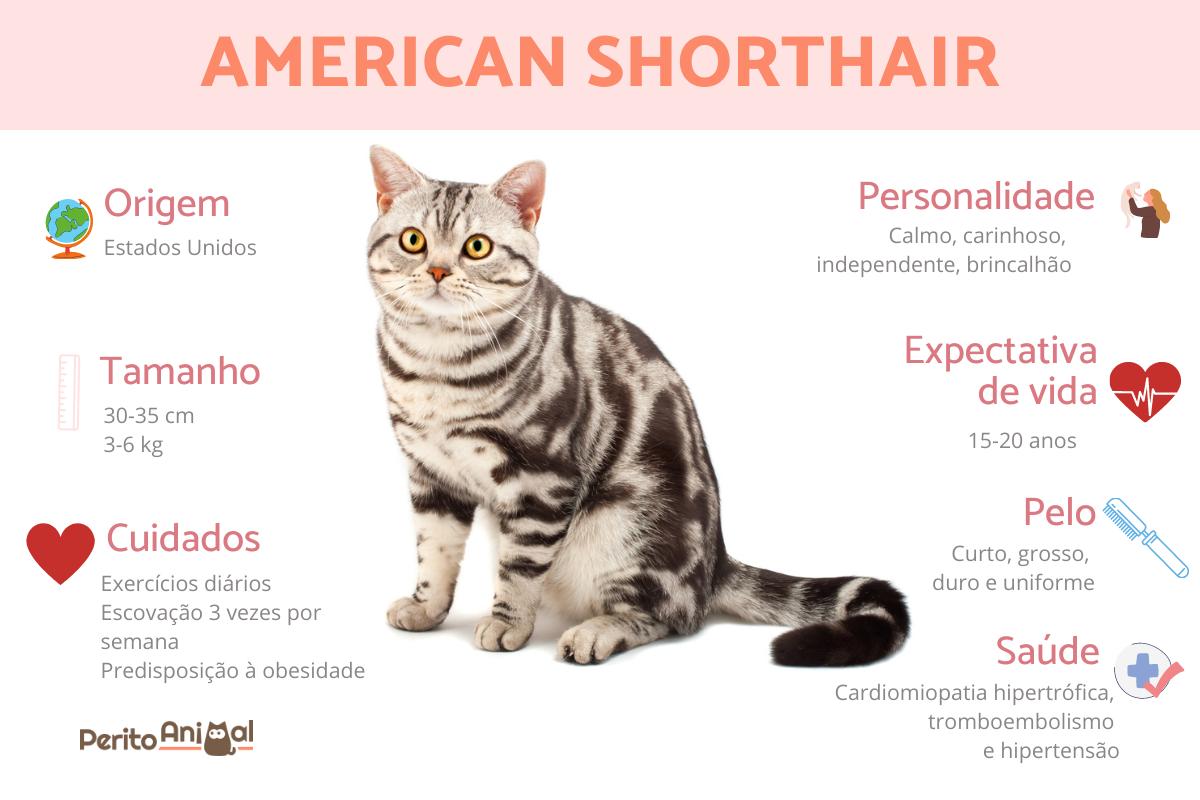 AMERICAN SHORTHAIR
Origem
Estados Unidos
Tamanho
30-35 cm
3-6 kg
Cuidados
Exercícios diários
Escovação 3 vezes por
semana
Predisposição à obesidade
Perito Animal
Personalidade
Calmo, carinhoso,
independente, brincalhão
Expectativa
de vida
15-20 anos
Pelo
Curto, grosso,
duro e uniforme
Saúde
Cardiomiopatia hipertrófica,
tromboembolismo
e hipertensão